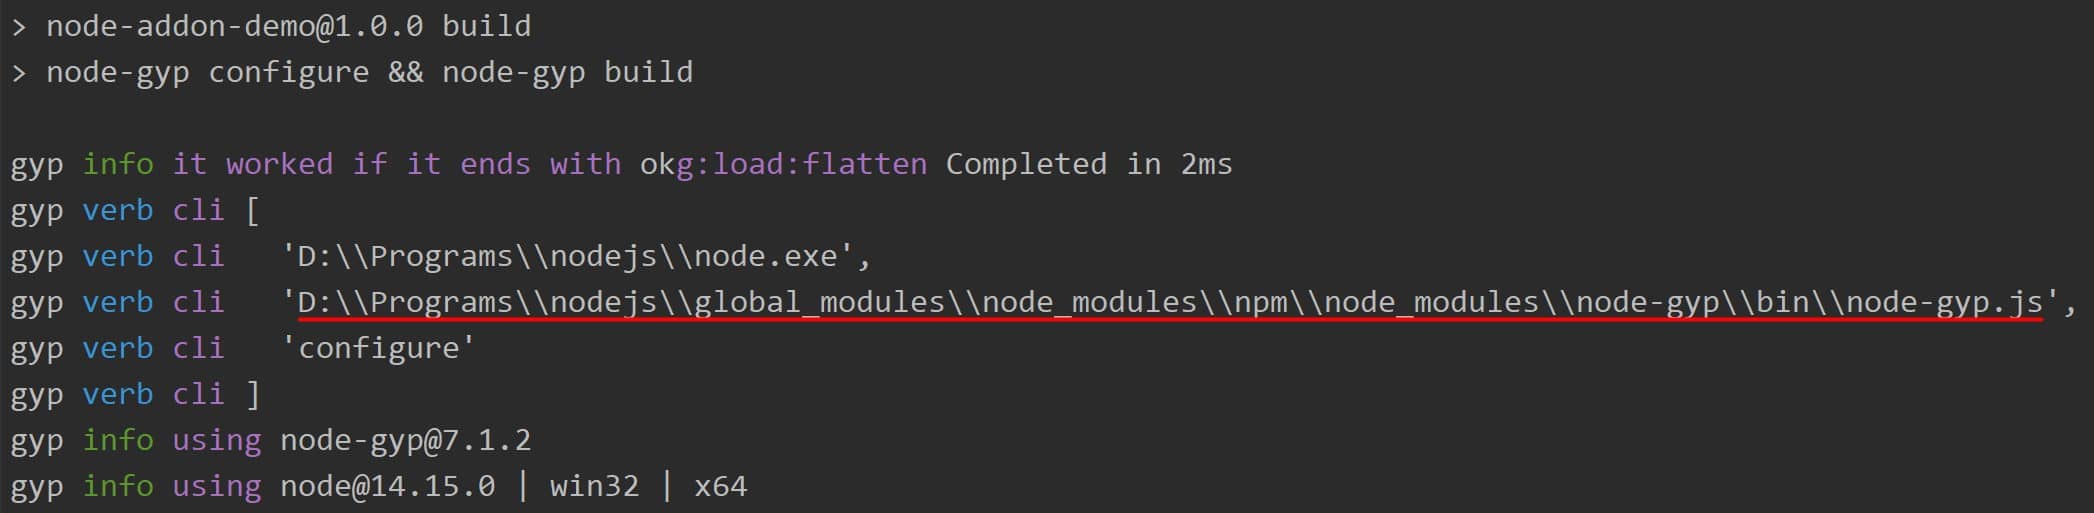 > node-addon-demo@1.0.0 build
> node-gyp configure && node-gyp build
gyp info it worked if it ends with okg:load:flatten Completed in 2ms
gyp verb cli [
gyp verb cli   'D:\\Programs\\nodejs\\node.exe',
gyp verb cli   'D:\\Programs\\nodejs\\global_modules\\node_modules\\npm\\node_modules\\node-gyp\\bin\\node-gyp.js',
gyp verb cli   'configure'
gyp verb cli ]
gyp info using node-gyp@7.1.2
gyp info using node@14.15.0 | win32 | x64